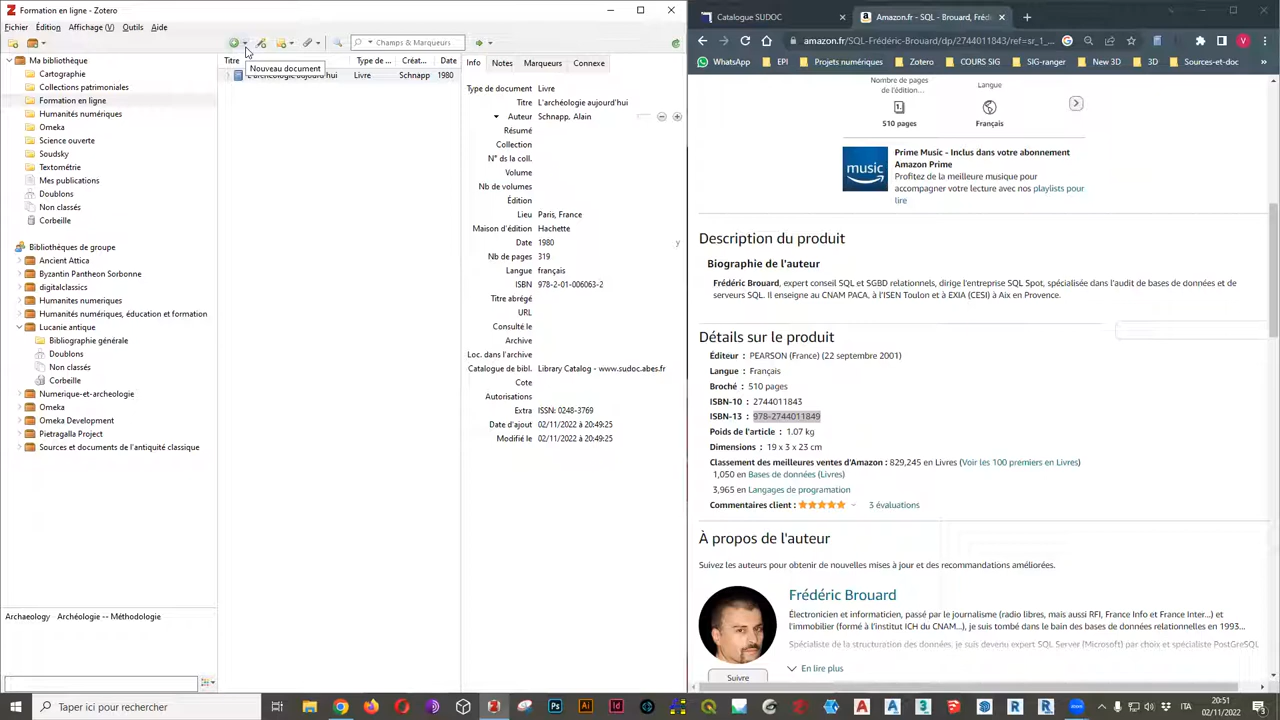 Formation en ligne - Zotero
Fichier Édition Affichage (V) Outils Aide
Champs & Marqueurs
Nouveau document
Ma bibliothèque
Cartographie
Collections patrimoniales
Formation en ligne
Humanités numériques
Omeka
Science ouverte
Soudsky
Textométrie
Mes publications
Doublons
Non classés
Corbeille
Bibliothèques de groupe
Ancient Attica
Byzantin Pantheon Sorbonne
digitalclassics
Humanites numeriques
Humanités numériques, éducation et formation
Lucanie antique
Bibliographie générale
Doublons
Non classés
Corbeille
Numerique-et-archeologie
Omeka
Omeka Development
Pietragalla Project
Sources et documents de l'antiquité classique
Archaeology Archéologie -- Méthodologie
Titre Type de ... Créat... Date
L'archéologie aujourd'hui Livre Schnapp 1980
Info Notes Marqueurs Connexe
Type de document Livre
Titre L'archéologie aujourd'hui
Auteur Schnapp, Alain
Résumé
Collection
N° ds la coll.
Volume
Nb de volumes
Édition
Lieu Paris, France
Maison d'édition Hachette
Date 1980 y
Nb de pages 319
Langue français
ISBN 978-2-01-006063-2
Titre abrégé
URL
Consulté le
Archive
Loc. dans l'archive
Catalogue de bibl. Library Catalog - www.sudoc.abes.fr
Cote
Autorisations
Extra ISSN: 0248-3769
Date d'ajout 02/11/2022 à 20:49:25
Modifié le 02/11/2022 à 20:49:25
Catalogue SUDOC
Amazon.fr - SQL - Brouard, Fréd
amazon.fr/SQL-Frédéric-Brouard/dp/2744011843/ref=sr_1_...
WhatsApp EPI Projets numériques Zotero COURS SIG SIG-ranger New 3D 3D Sources-et-doc
Nombre de pages de l'édition...
510 pages
Langue
Français
music
Prime Music - Inclus dans votre abonnement
Amazon Prime
Profitez de la meilleure musique pour
accompagner votre lecture avec nos playlists pour
lire
Description du produit
Biographie de l'auteur
Frédéric Brouard, expert conseil SQL et SGBD relationnels, dirige l'entreprise SQL Spot, spécialisée dans l'audit de bases de données et de
serveurs SQL. Il enseigne au CNAM PACA, à l'ISEN Toulon et à EXIA (CESI) à Aix en Provence.
Détails sur le produit
Éditeur : PEARSON (France) (22 septembre 2001)
Langue : Français
Broché : 510 pages
ISBN-10 : 2744011843
ISBN-13 : 978-2744011849
Poids de l'article : 1.07 kg
Dimensions : 19 x 3 x 23 cm
Classement des meilleures ventes d'Amazon : 829,245 en Livres (Voir les 100 premiers en Livres)
1,050 en Bases de données (Livres)
3,965 en Langages de programmation
Commentaires client : 3 évaluations
À propos de l'auteur
Suivez les auteurs pour obtenir de nouvelles mises à jour et des recommandations améliorées.
Frédéric Brouard
Électronicien et informaticien, passé par le journalisme (radio libres, mais aussi RFI, France Info et France Inter...) et
l'immobilier (formé à l'institut ICH du CNAM...), je suis tombé dans le bain des bases de données relationnelles en 1993...
Spécialiste de la structuration des données, je suis devenu expert SQL Server (Microsoft) par choix et spécialiste PostGreSQL
En lire plus
Suivre
Taper ici pour rechercher
ITA
20:51
02/11/2022